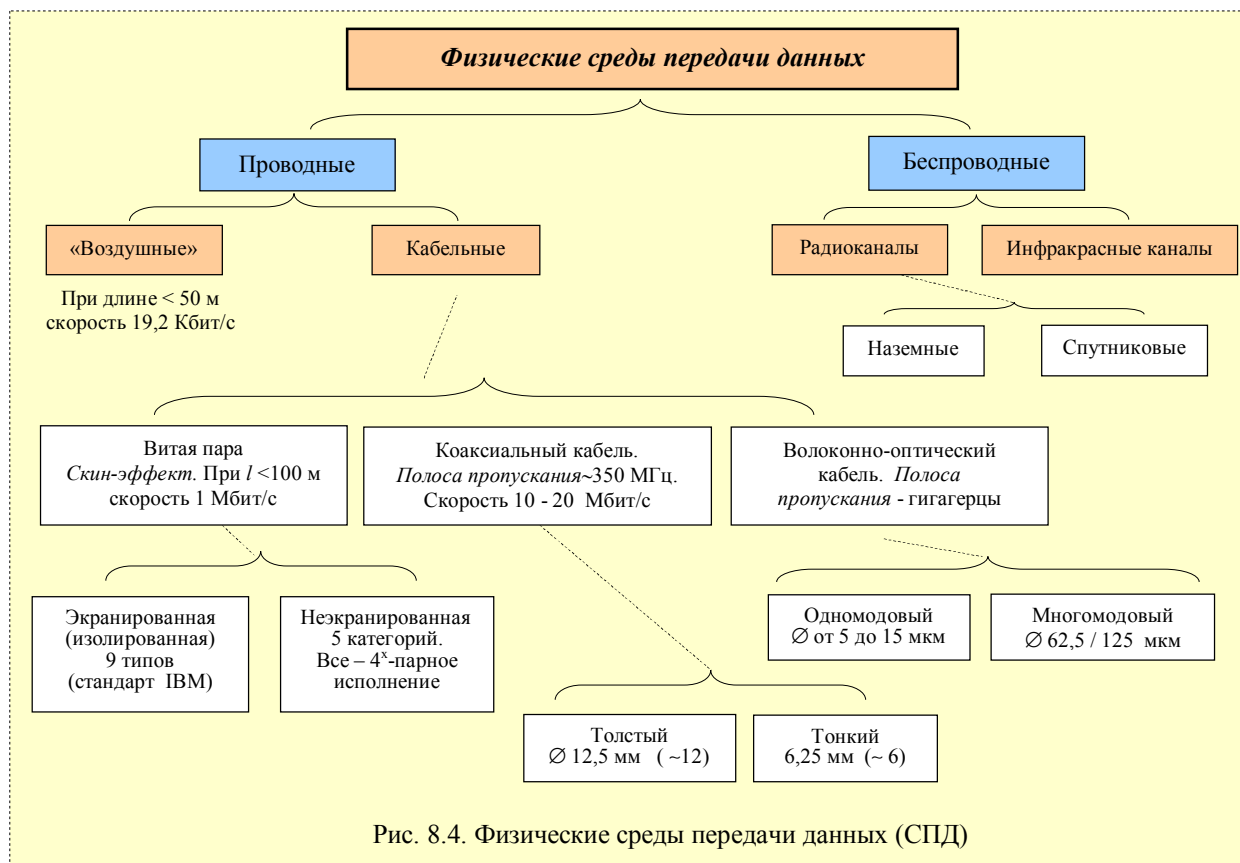 Физические среды передачи данных
Проводные
Беспроводные
«Воздушные»
Кабельные
Радиоканалы
Инфракрасные каналы
При длине < 50 м
скорость 19,2 Кбит/с
Наземные
Спутниковые
Витая пара
Скин-эффект. При l <100 м
скорость 1 Мбит/с
Коаксиальный кабель.
Полоса пропускания~350 МГц.
Скорость 10 - 20 Мбит/с
Волоконно-оптический
кабель. Полоса
пропускания - гигагерцы
Экранированная
(изолированная)
9 типов
(стандарт IBM)
Неэкранированная
5 категорий.
Все – 4ˣ-парное
исполнение
Одномодовый
∅ от 5 до 15 мкм
Многомодовый
∅ 62,5 / 125 мкм
Толстый
∅ 12,5 мм ( ~12)
Тонкий
6,25 мм (~ 6)
Рис. 8.4. Физические среды передачи данных (СПД)